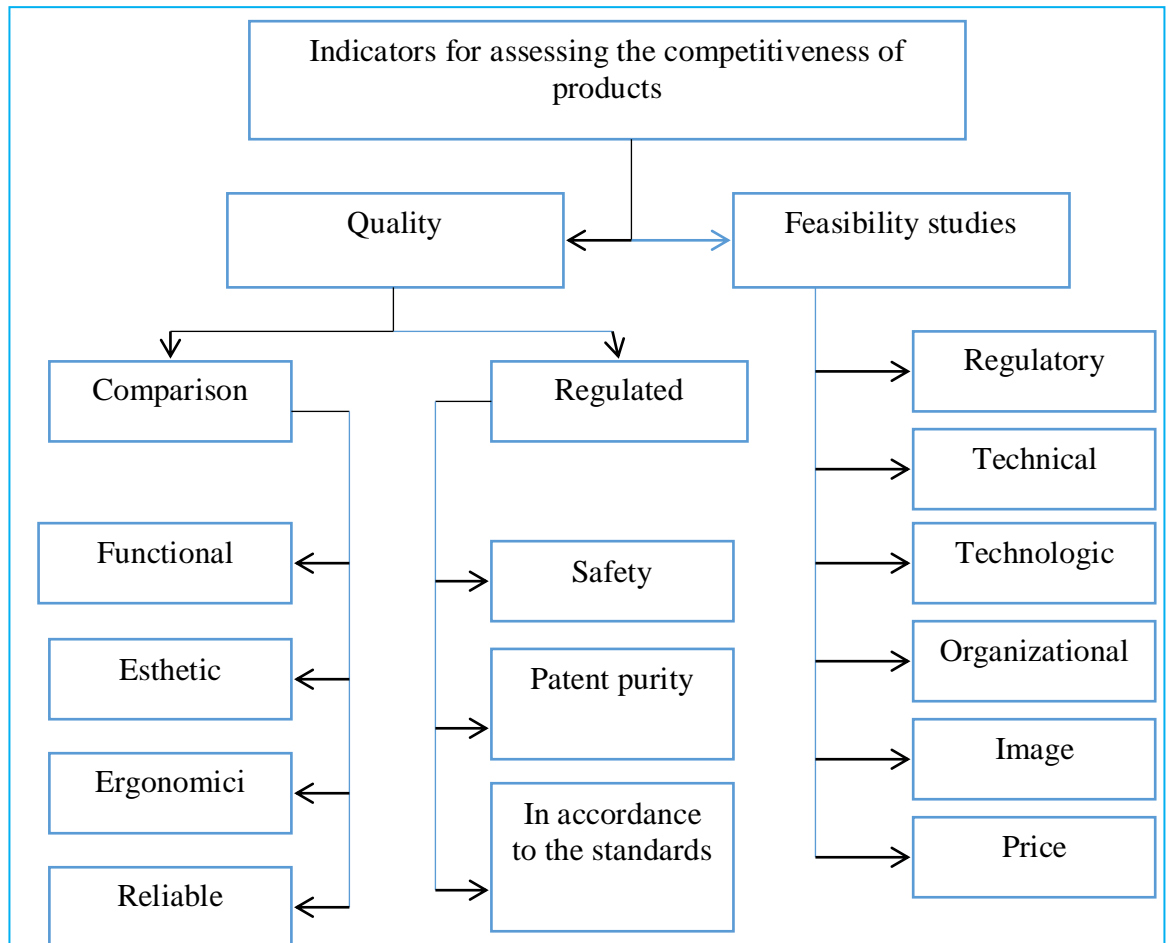 Indicators for assessing the competitiveness of
products
Quality
Feasibility studies
Comparison
Regulated
Regulatory
Technical
Functional
Safety
Technologic
Esthetic
Patent purity
Organizational
Ergonomici
Image
In accordance
to the standards
Price
Reliable